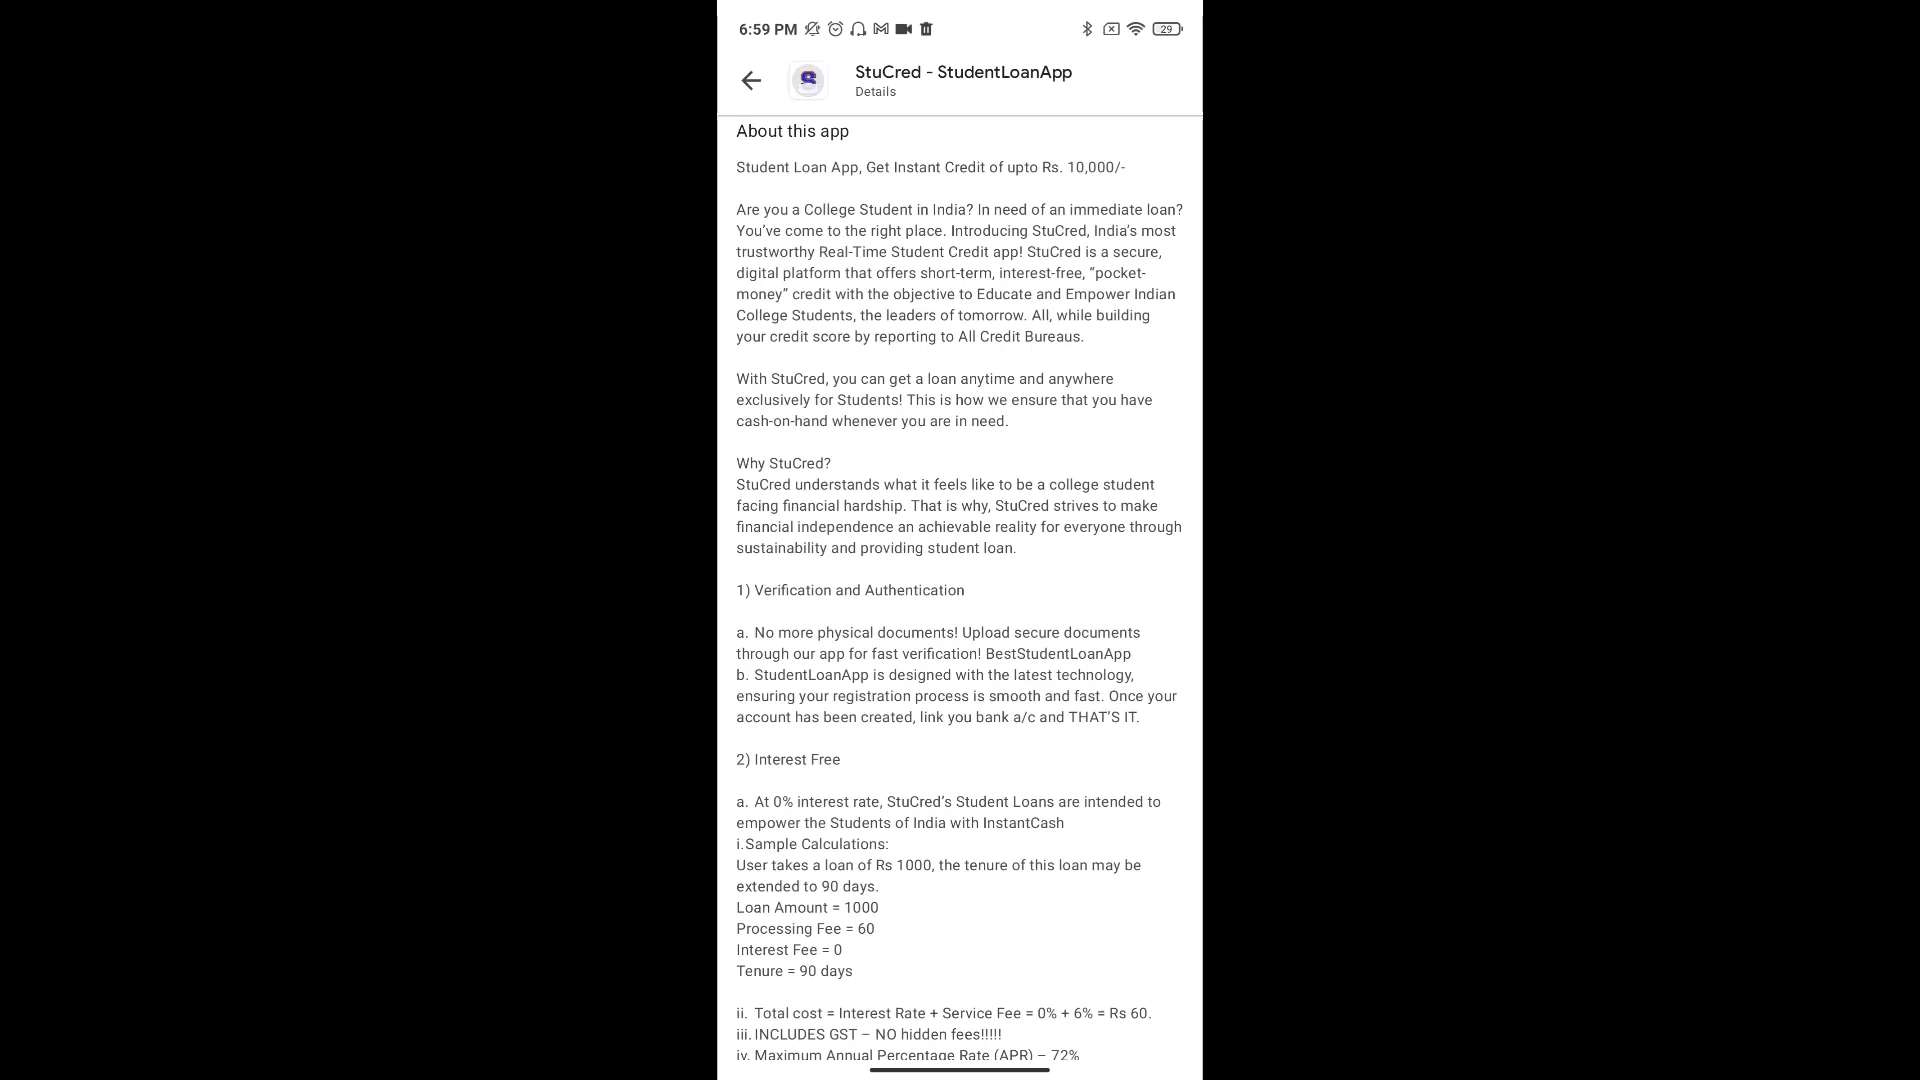 6:59 PM
29
StuCred - StudentLoanApp
Details
About this app
Student Loan App, Get Instant Credit of upto Rs. 10,000/-
Are you a College Student in India? In need of an immediate loan?
You’ve come to the right place. Introducing StuCred, India’s most
trustworthy Real-Time Student Credit app! StuCred is a secure,
digital platform that offers short-term, interest-free, “pocket-
money” credit with the objective to Educate and Empower Indian
College Students, the leaders of tomorrow. All, while building
your credit score by reporting to All Credit Bureaus.
With StuCred, you can get a loan anytime and anywhere
exclusively for Students! This is how we ensure that you have
cash-on-hand whenever you are in need.
Why StuCred?
StuCred understands what it feels like to be a college student
facing financial hardship. That is why, StuCred strives to make
financial independence an achievable reality for everyone through
sustainability and providing student loan.
1) Verification and Authentication
a. No more physical documents! Upload secure documents
through our app for fast verification! BestStudentLoanApp
b. StudentLoanApp is designed with the latest technology,
ensuring your registration process is smooth and fast. Once your
account has been created, link you bank a/c and THAT’S IT.
2) Interest Free
a. At 0% interest rate, StuCred’s Student Loans are intended to
empower the Students of India with InstantCash
i.Sample Calculations:
User takes a loan of Rs 1000, the tenure of this loan may be
extended to 90 days.
Loan Amount = 1000
Processing Fee = 60
Interest Fee = 0
Tenure = 90 days
ii. Total cost = Interest Rate + Service Fee = 0% + 6% = Rs 60.
iii. INCLUDES GST – NO hidden fees!!!!!
iv. Maximum Annual Percentage Rate (APR) – 72%